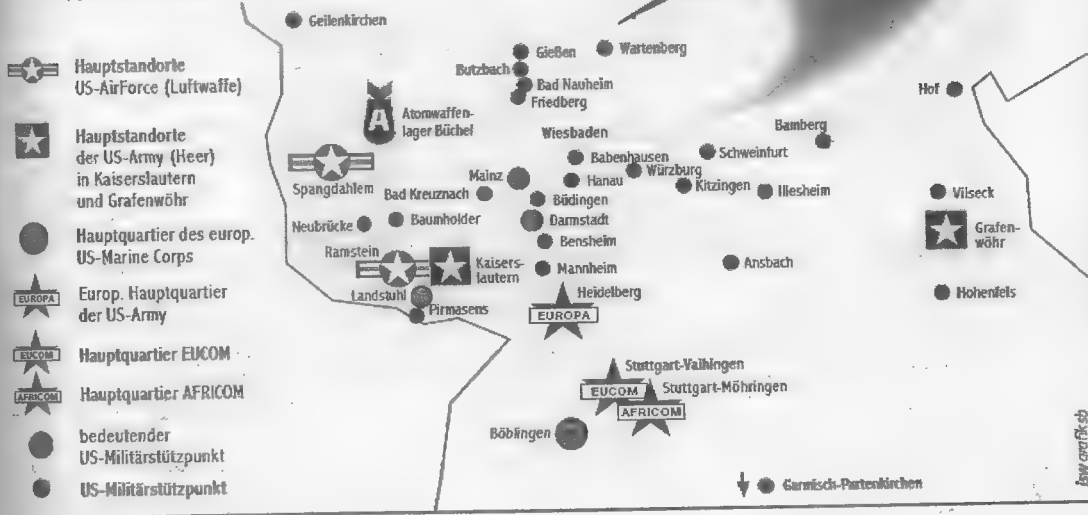 Hauptstandorte
US-AirForce (Luftwaffe)
Hauptstandorte
der US-Army (Heer)
in Kaiserslautern
und Grafenwöhr
Hauptquartier des europ.
US-Marine Corps
EUROPA
Europ. Hauptquartier
der US-Army
EUCOM
Hauptquartier EUCOM
AFRICOM
Hauptquartier AFRICOM
bedeutender
US-Militärstützpunkt
US-Militärstützpunkt
Geilenkirchen
Gießen
Wartenberg
Butzbach
Bad Nauheim
Friedberg
A
Atomwaffen-
lager Büchel
Wiesbaden
Hof
Bamberg
Babenhausen
Schweinfurt
Spangdahlem
Mainz
Hanau
Würzburg
Kitzingen
Illesheim
Vilseck
Bad Kreuznach
Büdingen
Neubrücke
Baumholder
Darmstadt
Grafen-
wöhr
Bensheim
Ramstein
Kaisers-
lautern
Mannheim
Ansbach
Landstuhl
Pirmasens
Heidelberg
EUROPA
Hohenfels
Stuttgart-Vaihingen
EUCOM
Stuttgart-Möhringen
AFRICOM
Böblingen
Garmisch-Partenkirchen
isw grafik sb